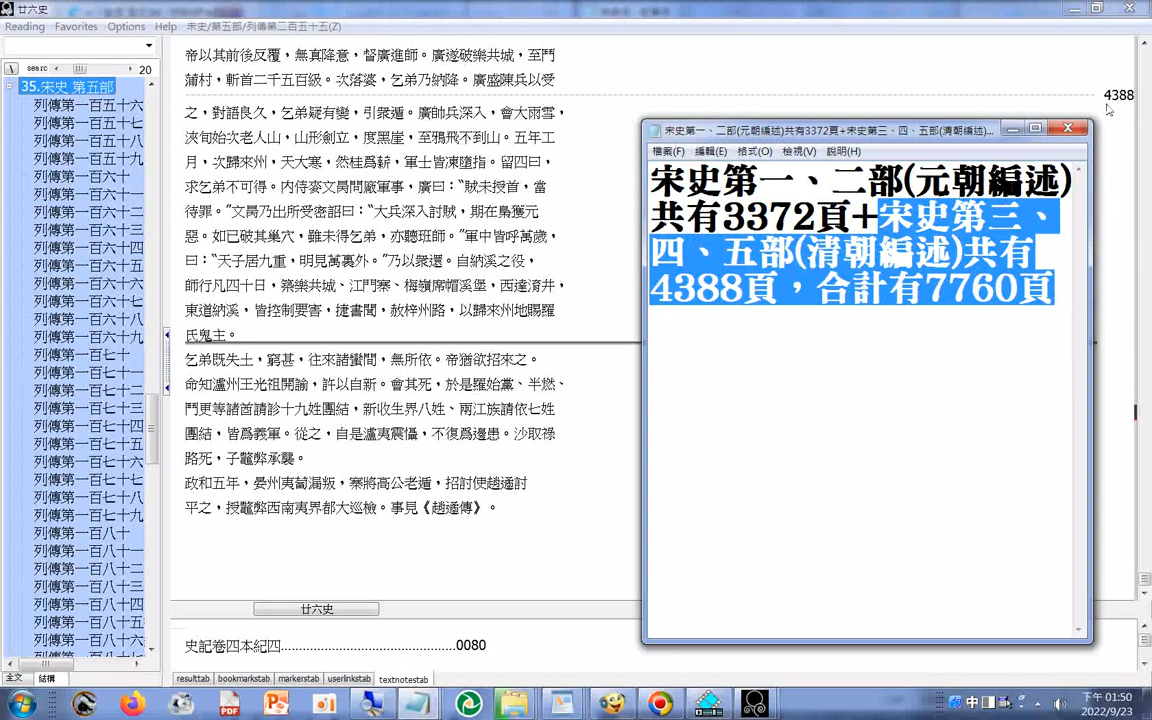 廿六史
Reading Favorites Options Help 宋史/第五部/列傳第二百五十五(Z)
searc 20
35.宋史 第五部
列傳第一百五十六
列傳第一百五十七
列傳第一百五十八
列傳第一百五十九
列傳第一百六十
列傳第一百六十一
列傳第一百六十二
列傳第一百六十三
列傳第一百六十四
列傳第一百六十五
列傳第一百六十六
列傳第一百六十七
列傳第一百六十八
列傳第一百六十九
列傳第一百七十
列傳第一百七十一
列傳第一百七十二
列傳第一百七十三
列傳第一百七十四
列傳第一百七十五
列傳第一百七十六
列傳第一百七十七
列傳第一百七十八
列傳第一百七十九
列傳第一百八十
列傳第一百八十一
列傳第一百八十二
列傳第一百八十三
列傳第一百八十四
列傳第一百八十五
列傳第一百八十六
全文 結構
帝以其前後反覆，無真降意，督廣進師。廣遂破樂共城，至鬥
蒲村，斬首二千五百級。次落婆，乞弟乃納降。廣盛陳兵以受
4388
之，對語良久，乞弟疑有變，引衆遁。廣帥兵深入，會大雨雪，
浹旬始次老人山，山形劍立，度黑崖，至鴉飛不到山。五年正
月，次歸來州，天大寒，然桂爲薪，軍士皆凍墮指。留四日，
求乞弟不可得。内侍麥文昺問廠軍事，廣曰：“賊未授首，當
待罪。”文昺乃出所受密詔曰：“大兵深入討賊，期在梟獲元
惡。如已破其巢穴，雖未得乞弟，亦聽班師。”軍中皆呼萬歲，
曰：“天子居九重，明見萬裏外。”乃以衆還。自納溪之役，
師行凡四十日，築樂共城、江門寨、梅嶺席帽溪堡，西達淯井，
東道納溪，皆控制要害，捷書聞，赦梓州路，以歸來州地賜羅
氏鬼主。
乞弟既失土，窮甚，往來諸蠻間，無所依。帝猶欲招來之。
命知瀘州王光祖開諭，許以自新。會其死，於是羅始黨、斗然、
鬥更等諸酋請診十九姓團結，新收生界八姓、兩江族請依七姓
團結，皆爲義軍。從之，自是瀘夷震懾，不復爲邊患。沙取祿
路死，子鼇弊承襲。
政和五年，晏州夷蔔漏叛，寨將高公老遁，招討使趙遹討
平之，授鼇弊西南夷界都大巡檢。事見《趙遹傳》。
廿六史
史記卷四本紀四................................................0080
resulttab bookmarkstab markerstab userlinkstab textnotestab
宋史第一、二部(元朝編述)共有3372頁+宋史第三、四、五部(清朝編述)...
檔案(F) 編輯(E) 格式(O) 檢視(V) 說明(H)
宋史第一、二部(元朝編述)
共有3372頁+宋史第三、
四、五部(清朝編述)共有
4388頁，合計有7760頁
中
下午 01:50
2022/9/23